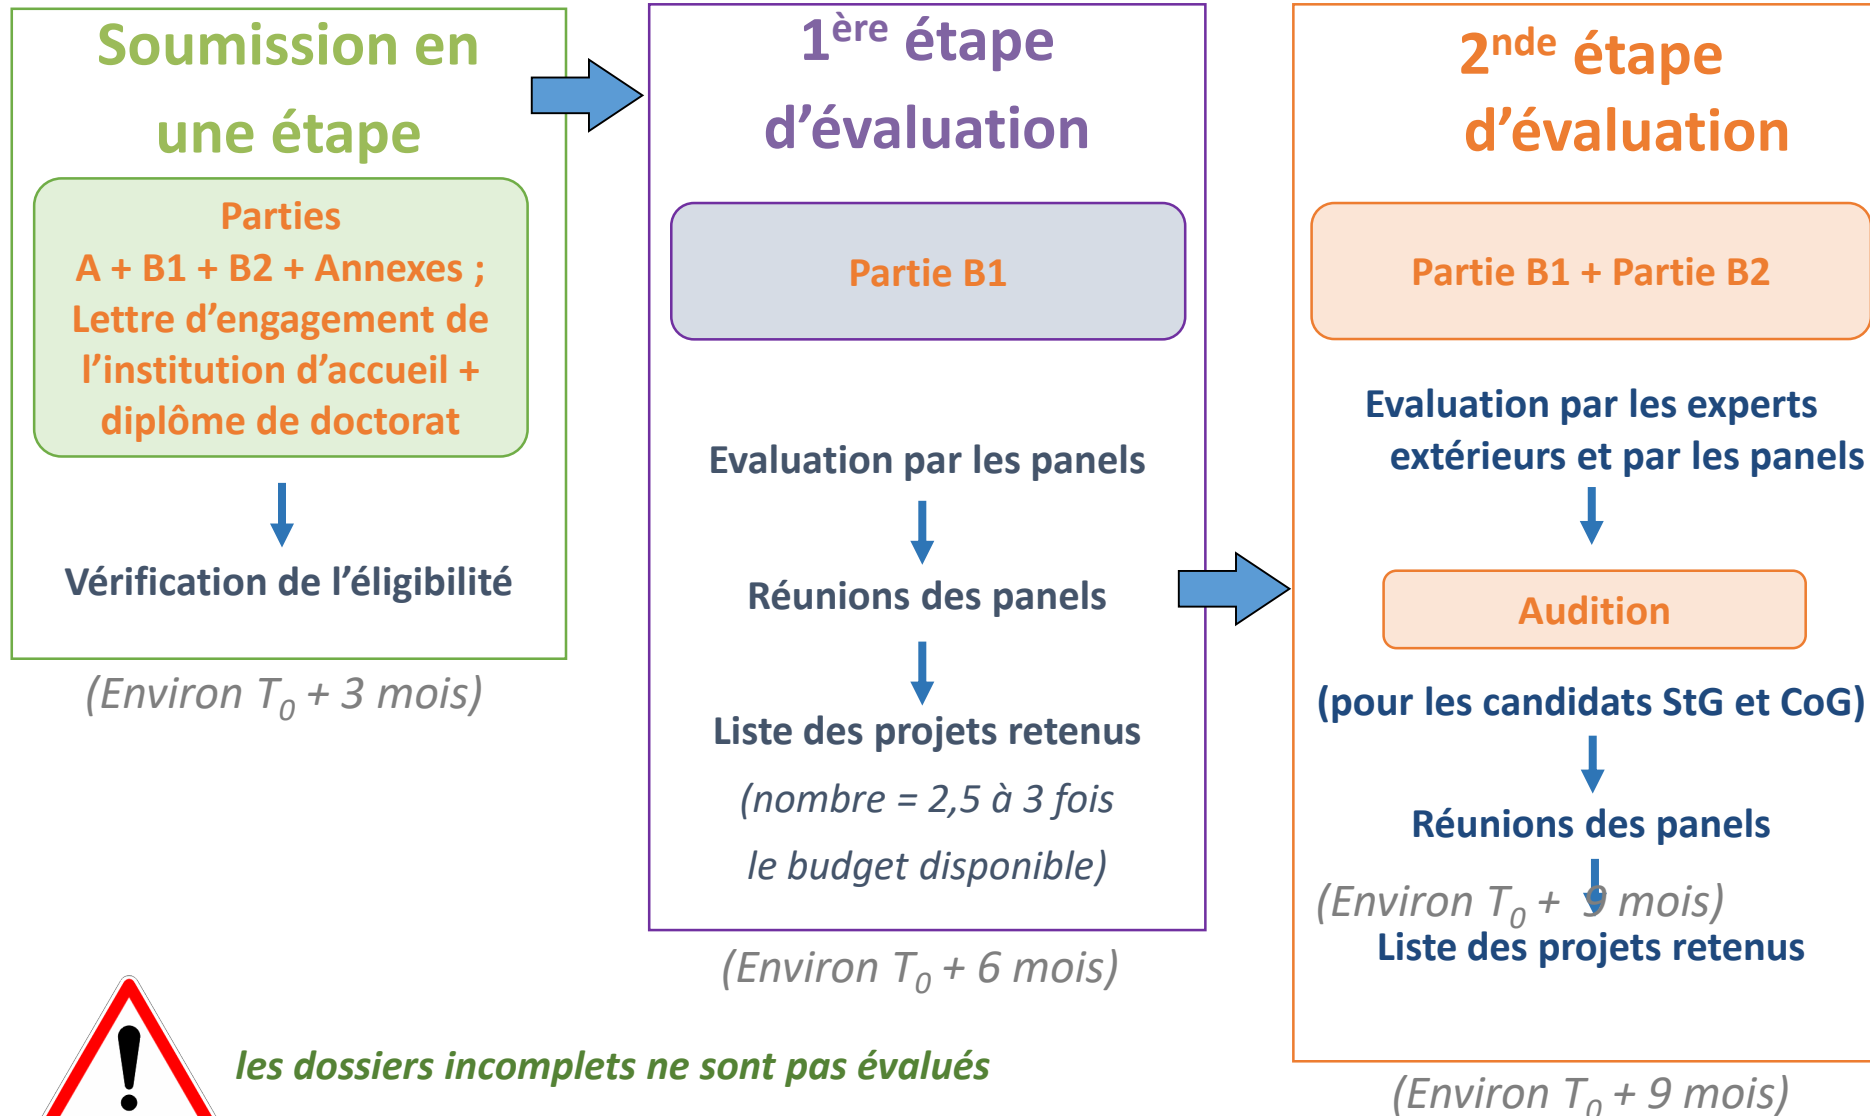 Soumission en
une étape
Parties
A + B1 + B2 + Annexes ;
Lettre d’engagement de
l’institution d’accueil +
diplôme de doctorat
Vérification de l’éligibilité
(Environ T0 + 3 mois)
1ère étape
d’évaluation
Partie B1
Evaluation par les panels
Réunions des panels
Liste des projets retenus
(nombre = 2,5 à 3 fois
le budget disponible)
(Environ T0 + 6 mois)
2nde étape
d’évaluation
Partie B1 + Partie B2
Evaluation par les experts
extérieurs et par les panels
Audition
(pour les candidats StG et CoG)
Réunions des panels
(Environ T0 + 9 mois)
Liste des projets retenus
(Environ T0 + 9 mois)
les dossiers incomplets ne sont pas évalués